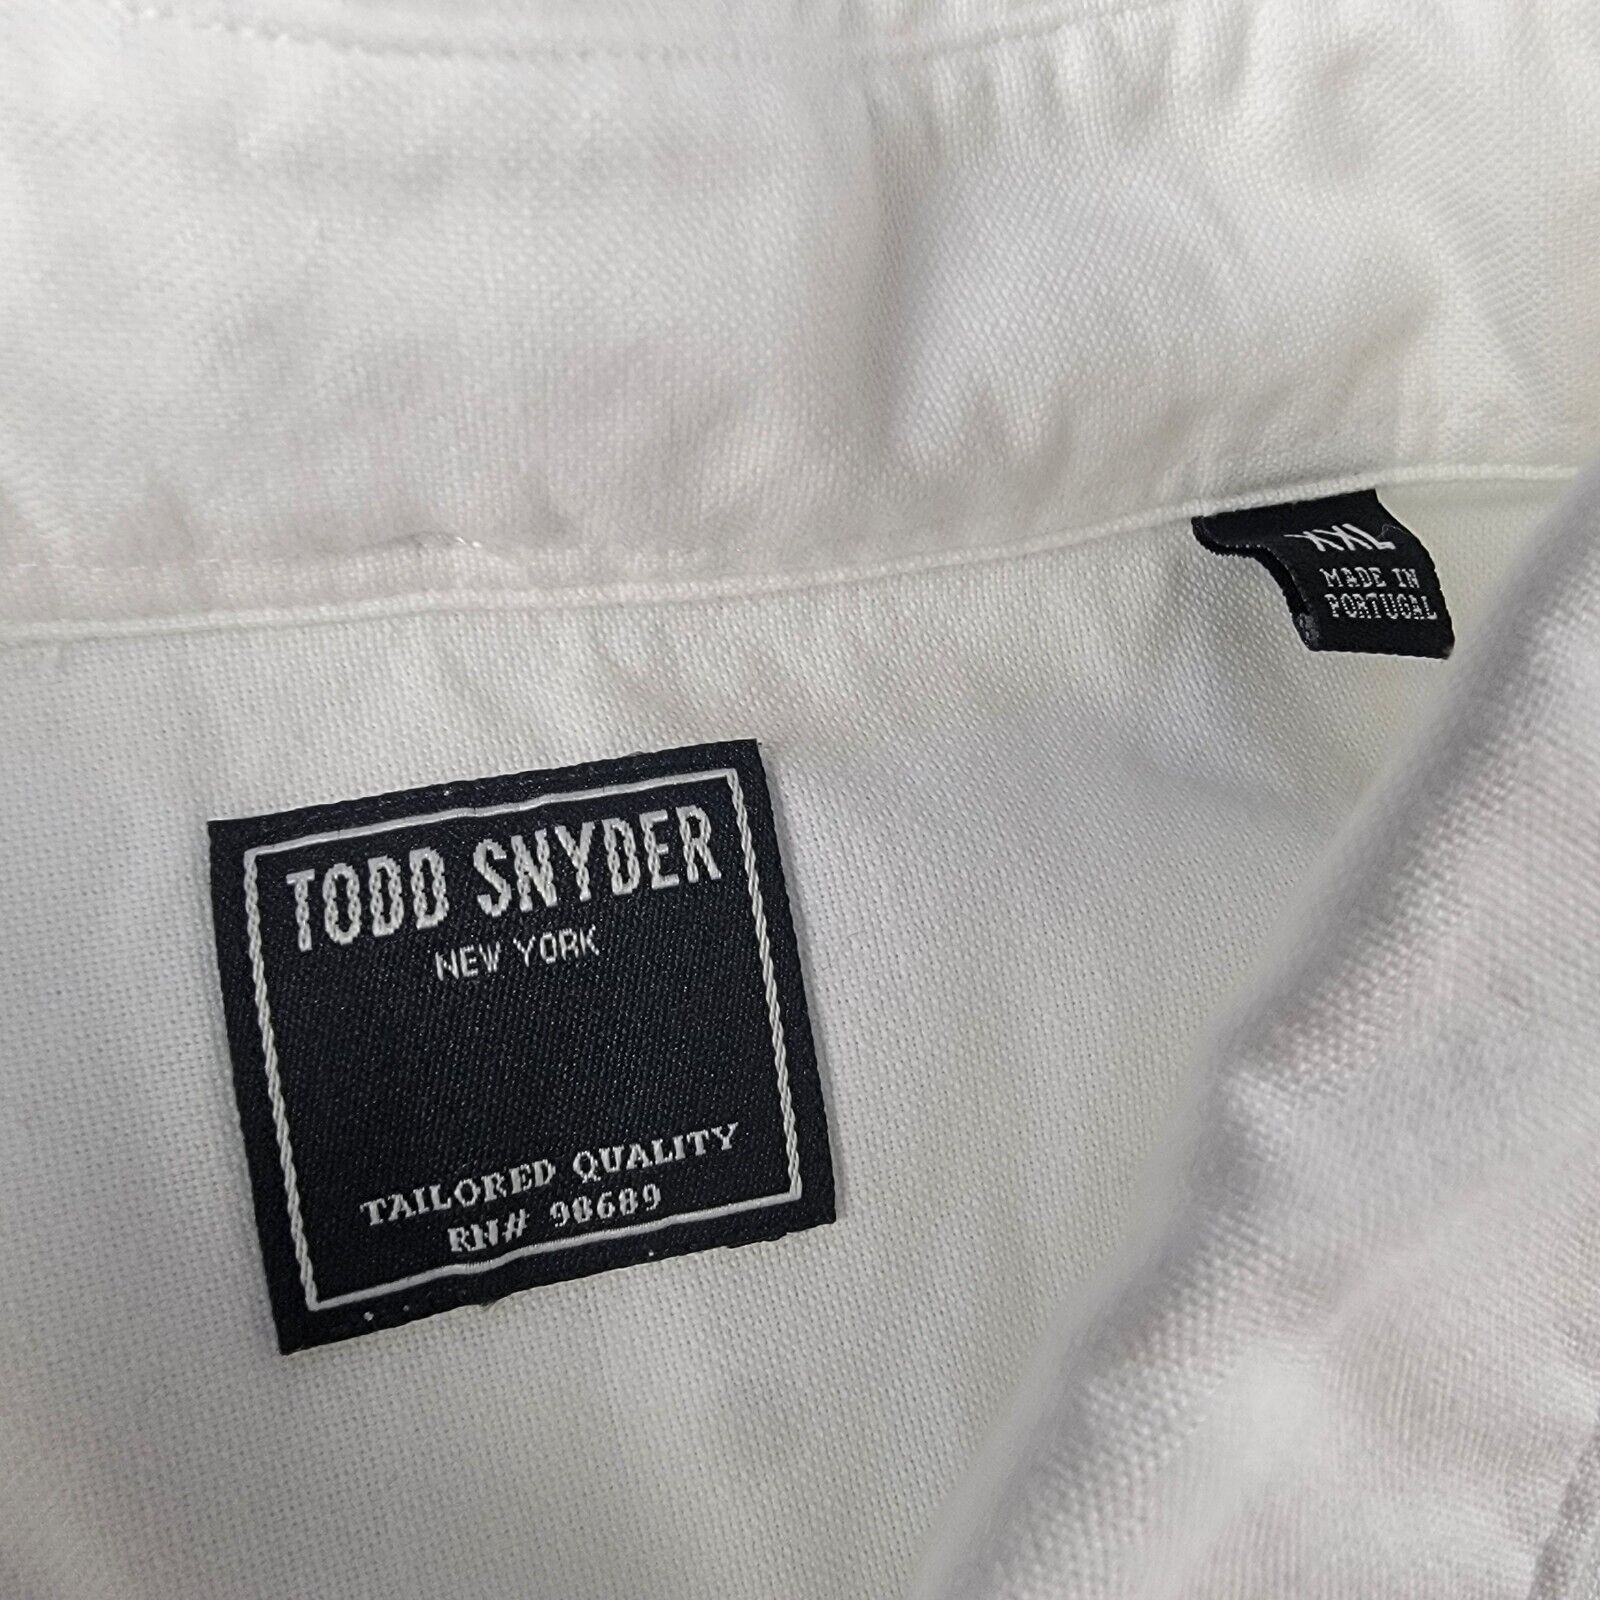 XXL
MADE IN
PORTUGAL
TODD SNYDER
NEW YORK
TAILORED QUALITY
RN# 98689